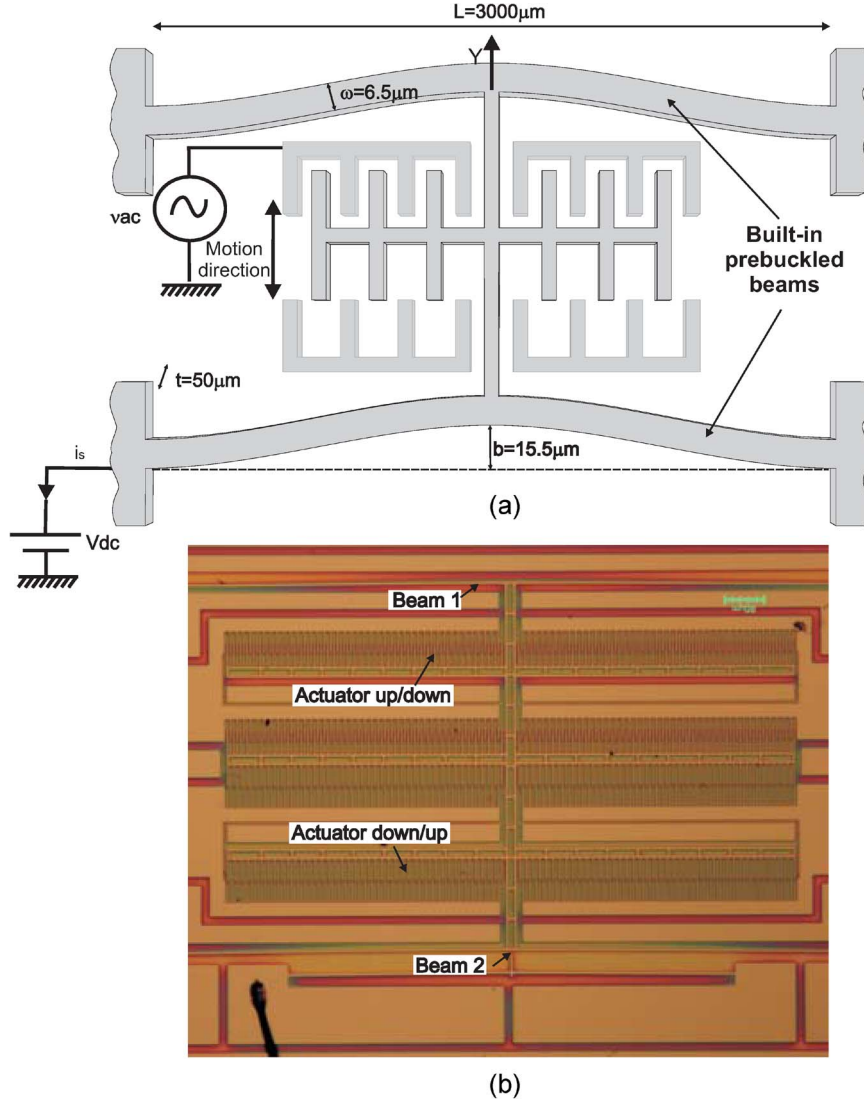 L=3000μm
Y
ω=6.5μm
vac
Motion
direction
Built-in
prebuckled
beams
t=50μm
is
b=15.5μm
Vdc
(a)
Beam 1
Actuator up/down
Actuator down/up
Beam 2
(b)